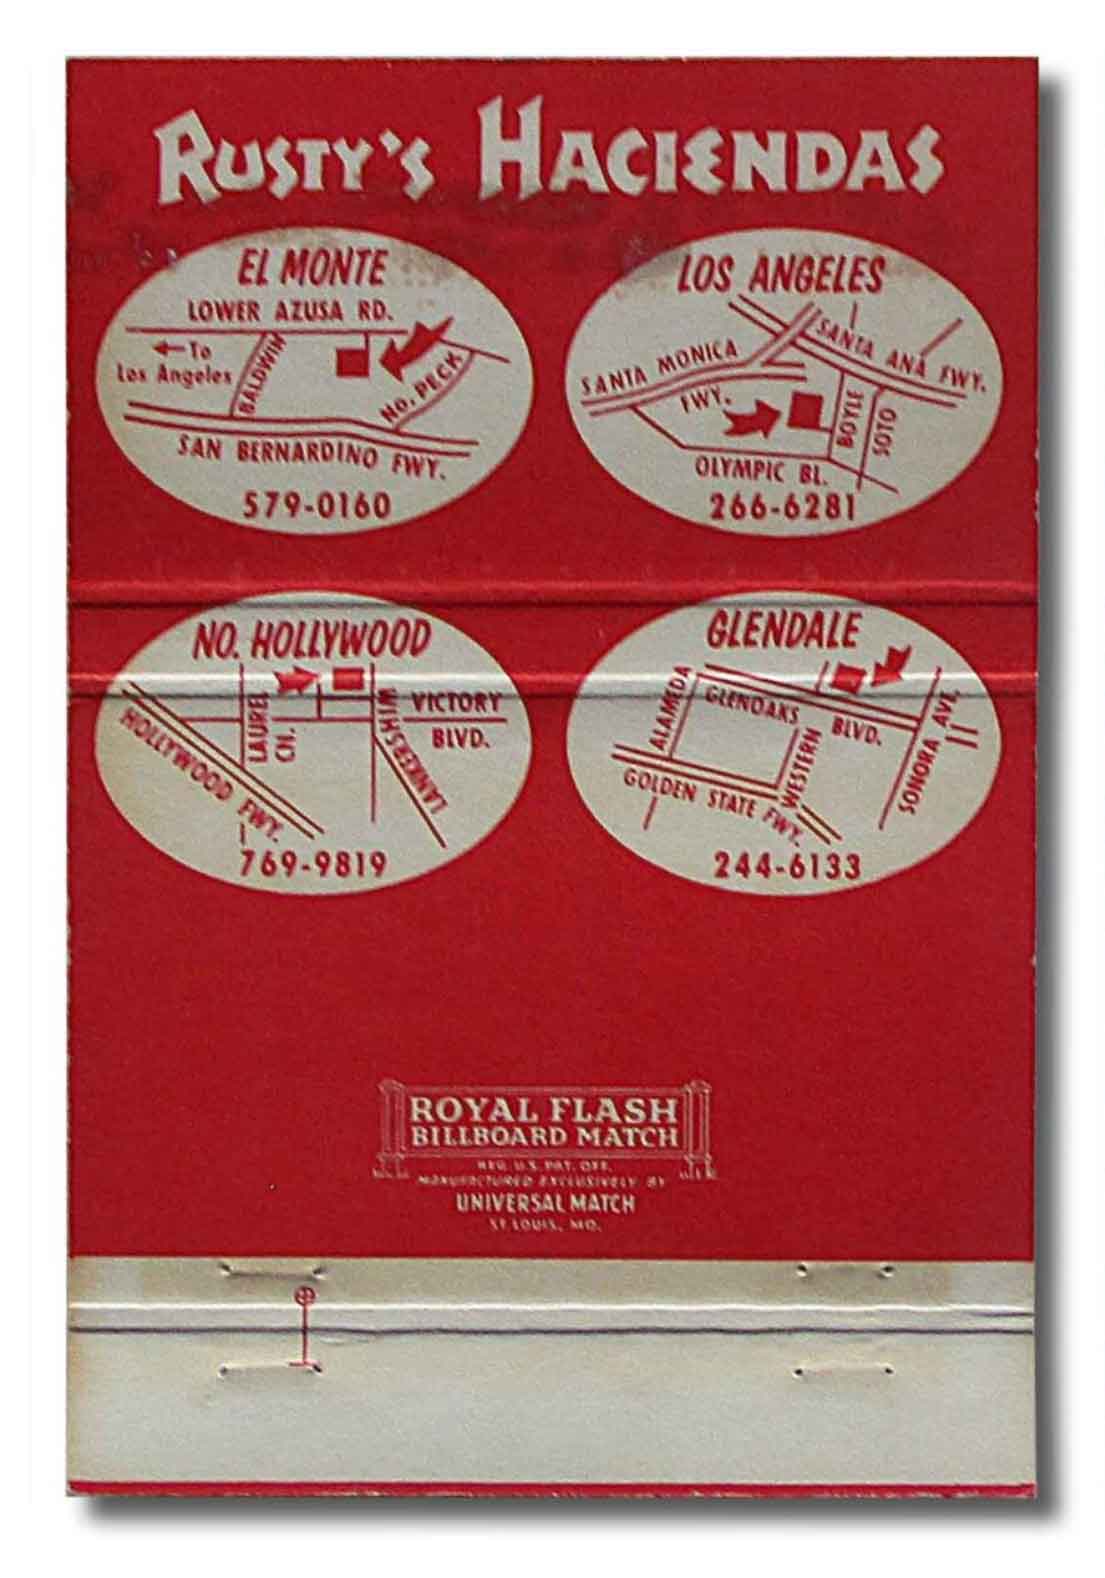 RUSTY'S HACIENDAS
EL MONTE
LOWER AZUSA RD.
To
Los Angeles
BALDWIN
No. PECK
SAN BERNARDINO FWY.
579-0160
LOS ANGELES
SANTA MONICA
FWY.
SANTA ANA FWY.
BOYLE
SOTO
OLYMPIC BL.
266-6281
NO. HOLLYWOOD
HOLLYWOOD FWY.
LAUREL
CN.
VICTORY
BLVD.
LANKERSHIW
769-9819
GLENDALE
ALAMEDA
GLENOAKS
BLVD.
WESTERN
SONORA AVE.
GOLDEN STATE FWY.
244-6133
ROYAL FLASH
BILLBOARD MATCH
REG. U.S. PAT. OFF.
MANUFACTURED EXCLUSIVELY BY
UNIVERSAL MATCH
ST. LOUIS, MO.